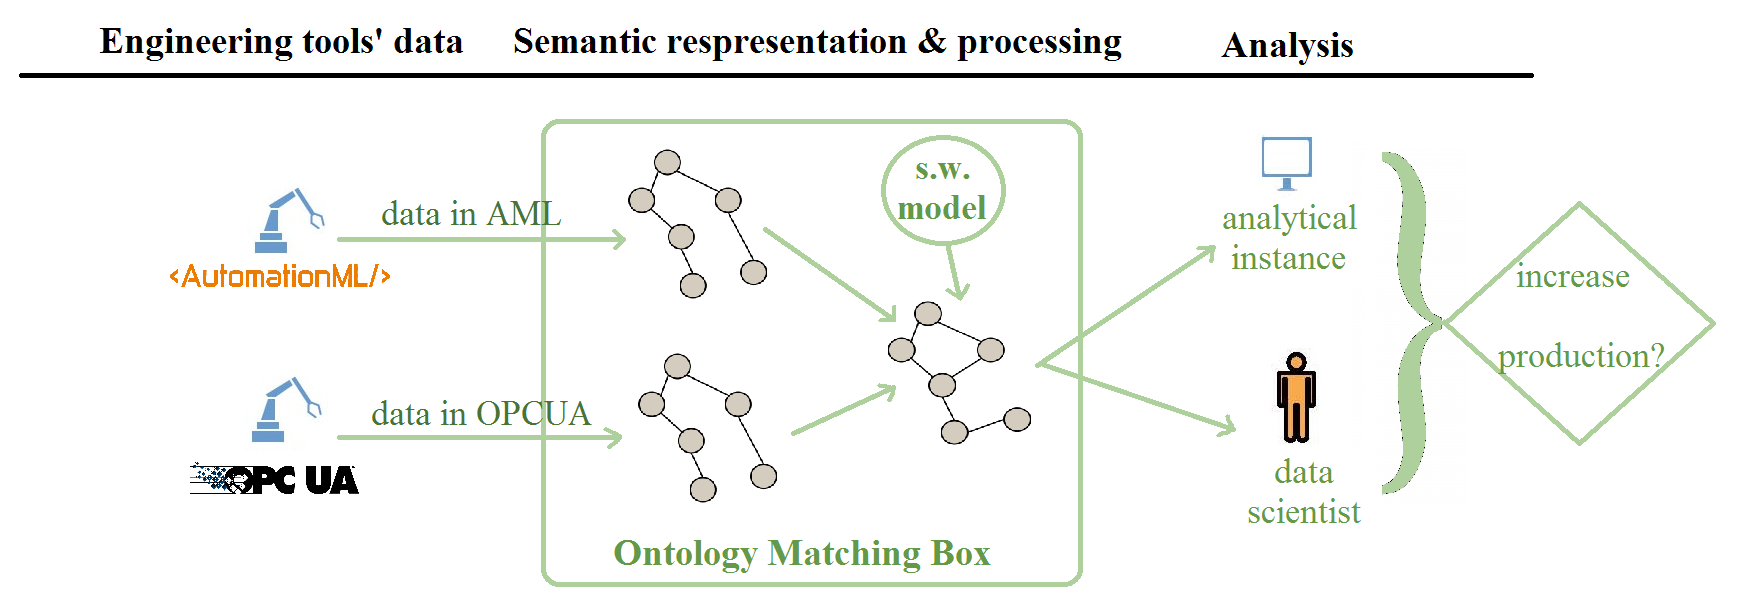 Engineering tools' data
Semantic respresentation & processing
Analysis
s.w.
model
data in AML
<AutomationML/>
data in OPCUA
OPC UA
Ontology Matching Box
analytical
instance
data
scientist
increase
production?